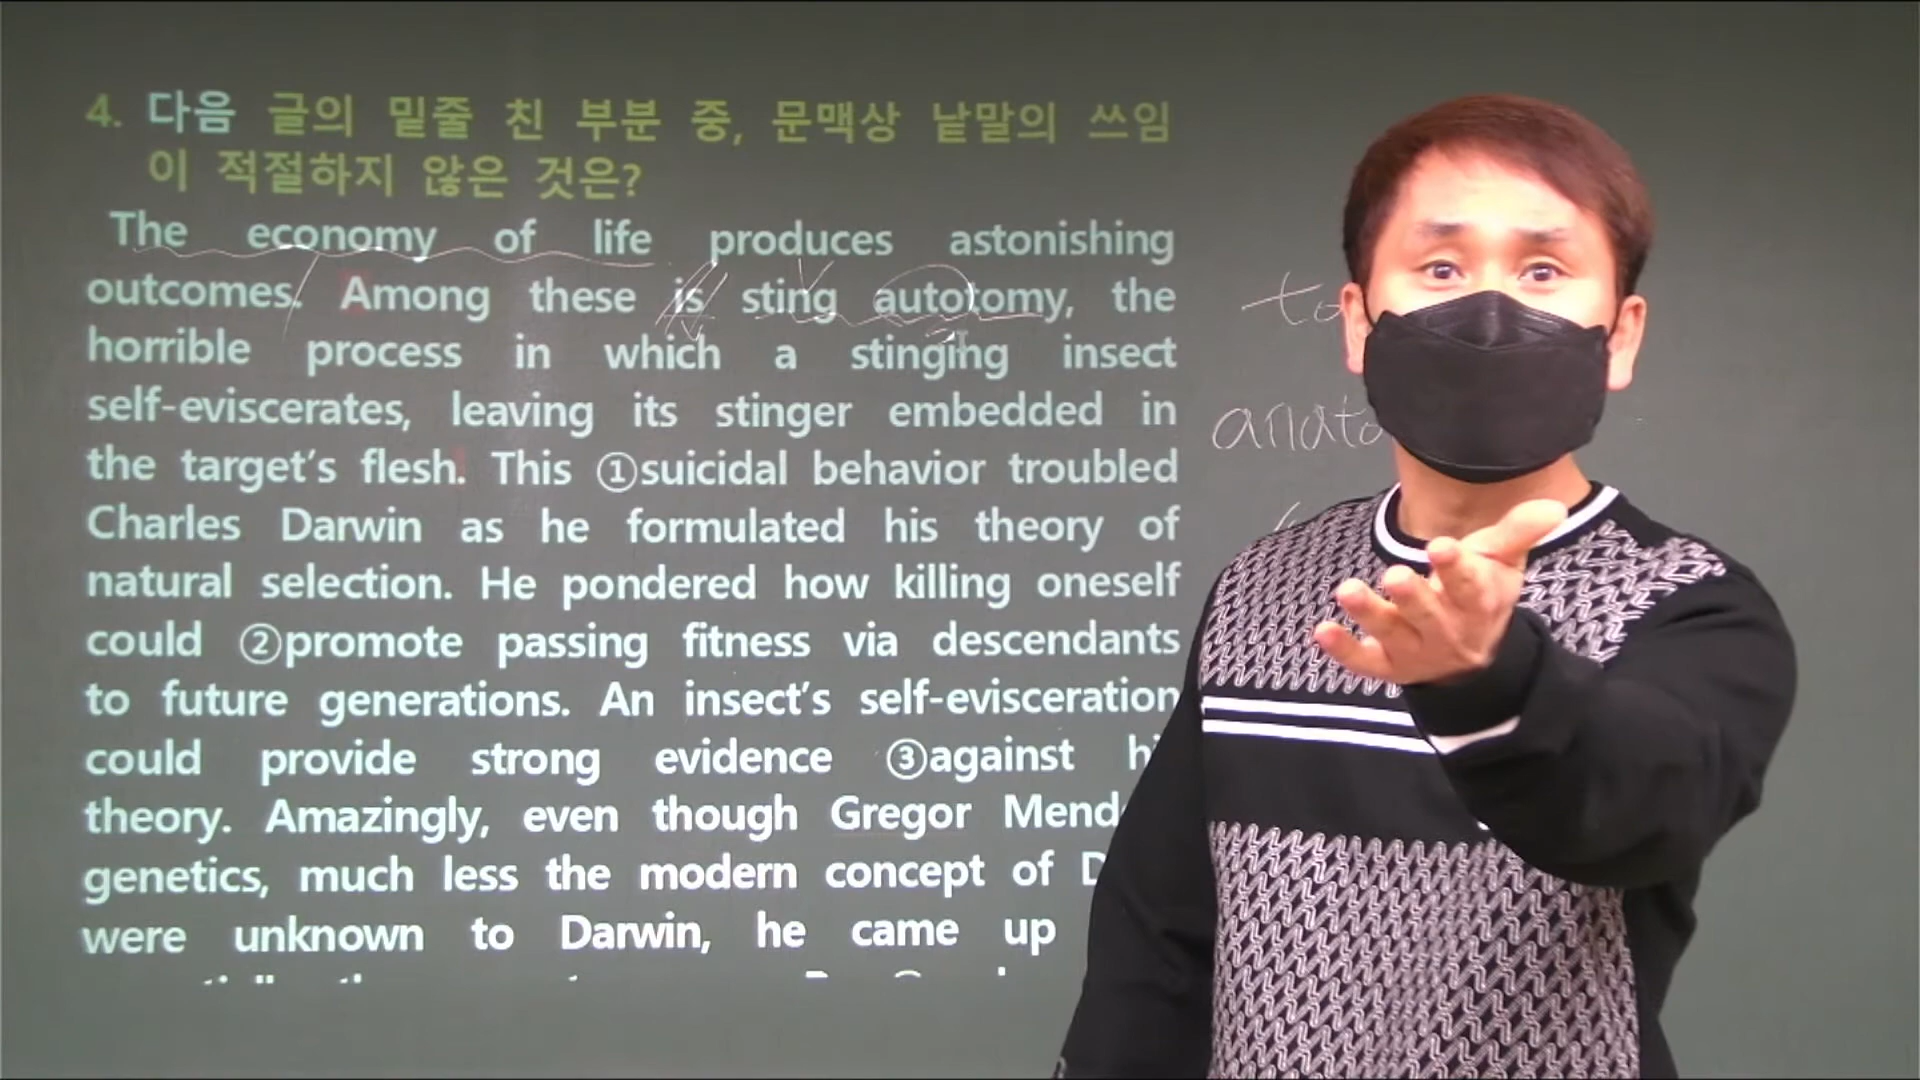 4. 다음 글의 밑줄 친 부분 중, 문맥상 낱말의 쓰임
이 적절하지 않은 것은?
The economy of life produces astonishing
outcomes. Among these is sting autotomy, the
horrible process in which a stinging insect
self-eviscerates, leaving its stinger embedded in
the target's flesh. This ①suicidal behavior troubled
Charles Darwin as he formulated his theory of
natural selection. He pondered how killing oneself
could ②promote passing fitness via descendants
to future generations. An insect's self-evisceration
could provide strong evidence ③against
theory. Amazingly, even though Gregor
genetics, much less the modern concept of
were unknown to Darwin, he came up